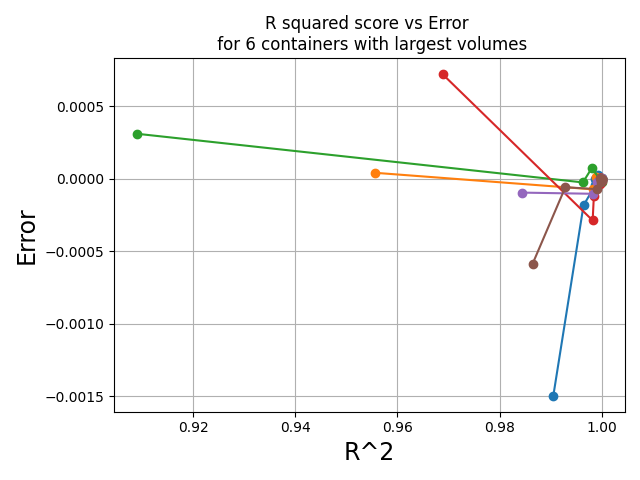 R squared score vs Error
for 6 containers with largest volumes
0.0005
0.0000
−0.0005
−0.0010
−0.0015
Error
0.92 0.94 0.96 0.98 1.00
R^2